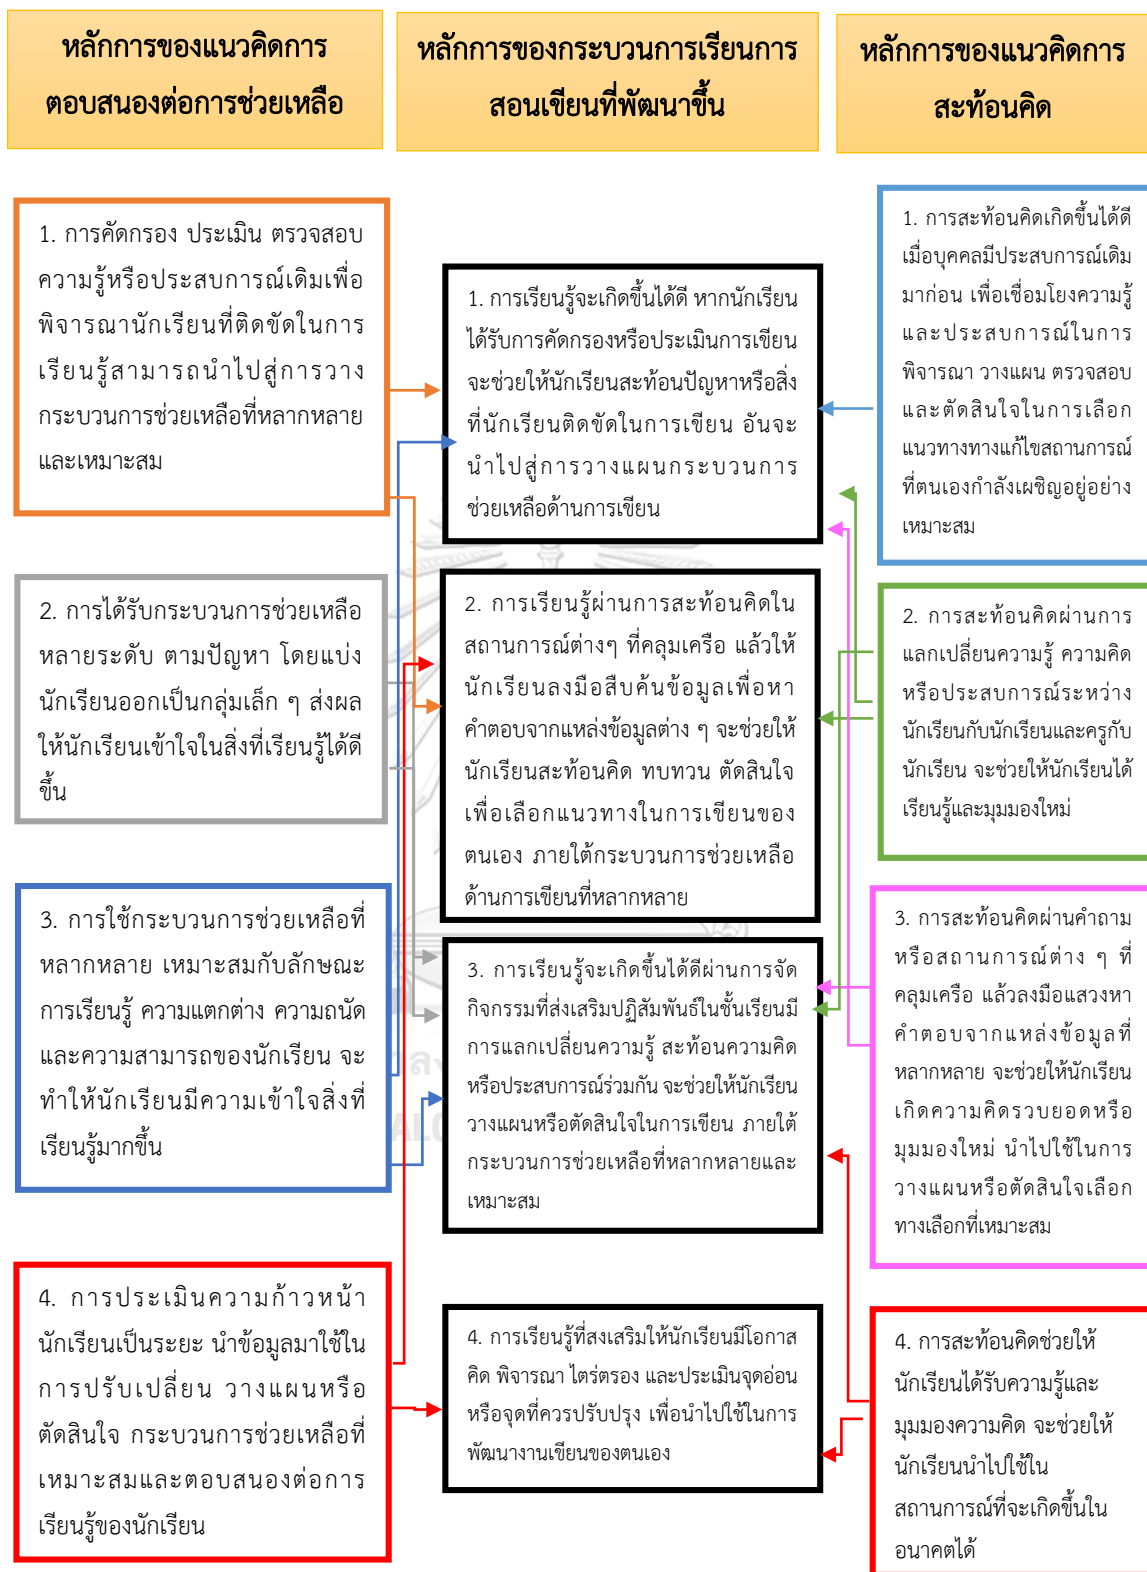 หลักการของแนวคิดการ
ตอบสนองต่อการช่วยเหลือ
หลักการของกระบวนการเรียนการ
สอนเขียนที่พัฒนาขึ้น
หลักการของแนวคิดการ
สะท้อนคิด
1. การคัดกรอง ประเมิน ตรวจสอบ
ความรู้หรือประสบการณ์เดิมเพื่อ
พิจารณานักเรียนที่ติดขัดในการ
เรียนรู้สามารถนำไปสู่การวาง
กระบวนการช่วยเหลือที่หลากหลาย
และเหมาะสม
2. การได้รับกระบวนการช่วยเหลือ
หลายระดับ ตามปัญหา โดยแบ่ง
นักเรียนออกเป็นกลุ่มเล็ก ๆ ส่งผล
ให้นักเรียนเข้าใจในสิ่งที่เรียนรู้ได้ดี
ขึ้น
3. การใช้กระบวนการช่วยเหลือที่
หลากหลาย เหมาะสมกับลักษณะ
การเรียนรู้ ความแตกต่าง ความถนัด
และความสามารถของนักเรียน จะ
ทำให้นักเรียนมีความเข้าใจสิ่งที่
เรียนรู้มากขึ้น
4. การประเมินความก้าวหน้า
นักเรียนเป็นระยะ นำข้อมูลมาใช้ใน
การปรับเปลี่ยน วางแผนหรือ
ตัดสินใจ กระบวนการช่วยเหลือที่
เหมาะสมและตอบสนองต่อการ
เรียนรู้ของนักเรียน
1. การเรียนรู้จะเกิดขึ้นได้ดี หากนักเรียน
ได้รับการคัดกรองหรือประเมินการเขียน
จะช่วยให้นักเรียนสะท้อนปัญหาหรือสิ่ง
ที่นักเรียนติดขัดในการเขียน อันจะ
นำไปสู่การวางแผนกระบวนการ
ช่วยเหลือด้านการเขียน
2. การเรียนรู้ผ่านการสะท้อนคิดใน
สถานการณ์ต่างๆ ที่คลุมเครือ แล้วให้
นักเรียนลงมือสืบค้นข้อมูลเพื่อหา
คำตอบจากแหล่งข้อมูลต่าง ๆ จะช่วยให้
นักเรียนสะท้อนคิด ทบทวน ตัดสินใจ
เพื่อเลือกแนวทางในการเขียนของ
ตนเอง ภายใต้กระบวนการช่วยเหลือ
ด้านการเขียนที่หลากหลาย
3. การเรียนรู้จะเกิดขึ้นได้ดีผ่านการจัด
กิจกรรมที่ส่งเสริมปฏิสัมพันธ์ในชั้นเรียนมี
การแลกเปลี่ยนความรู้ สะท้อนความคิด
หรือประสบการณ์ร่วมกัน จะช่วยให้นักเรียน
วางแผนหรือตัดสินใจในการเขียน ภายใต้
กระบวนการช่วยเหลือที่หลากหลายและ
เหมาะสม
4. การเรียนรู้ที่สงเสริมให้นักเรียนมีโอกาส
คิด พิจารณา ไตร่ตรอง และประเมินจุดอ่อน
หรือจุดที่ควรปรับปรุง เพื่อนำไปใช้ในการ
พัฒนางานเขียนของตนเอง
1. การสะท้อนคิดเกิดขึ้นได้ดี
เมื่อบุคคลมีประสบการณ์เดิม
มาก่อน เพื่อเชื่อมโยงความรู้
และประสบการณ์ในการ
พิจารณา วางแผน ตรวจสอบ
และตัดสินใจในการเลือก
แนวทางทางแก้ไขสถานการณ์
ที่ตนเองกำลังเผชิญอยู่อย่าง
เหมาะสม
2. การสะท้อนคิดผ่านการ
แลกเปลี่ยนความรู้ ความคิด
หรือประสบการณ์ระหว่าง
นักเรียนกับนักเรียนและครูกับ
นักเรียน จะช่วยให้นักเรียนได้
เรียนรู้และมุมมองใหม่
3. การสะท้อนคิดผ่านคำถาม
หรือสถานการณ์ต่าง ๆ ที่
คลุมเครือ แล้วลงมือแสวงหา
คำตอบจากแหล่งข้อมูลที่
หลากหลาย จะช่วยให้นักเรียน
เกิดความคิดรวบยอดหรือ
มุมมองใหม่ นำไปใช้ในการ
วางแผนหรือตัดสินใจเลือก
ทางเลือกที่เหมาะสม
4. การสะท้อนคิดช่วยให้
นักเรียนได้รับความรู้และ
มุมมองความคิด จะช่วยให้
นักเรียนนำไปใช้ใน
สถานการณ์ที่จะเกิดขึ้นใน
อนาคตได้